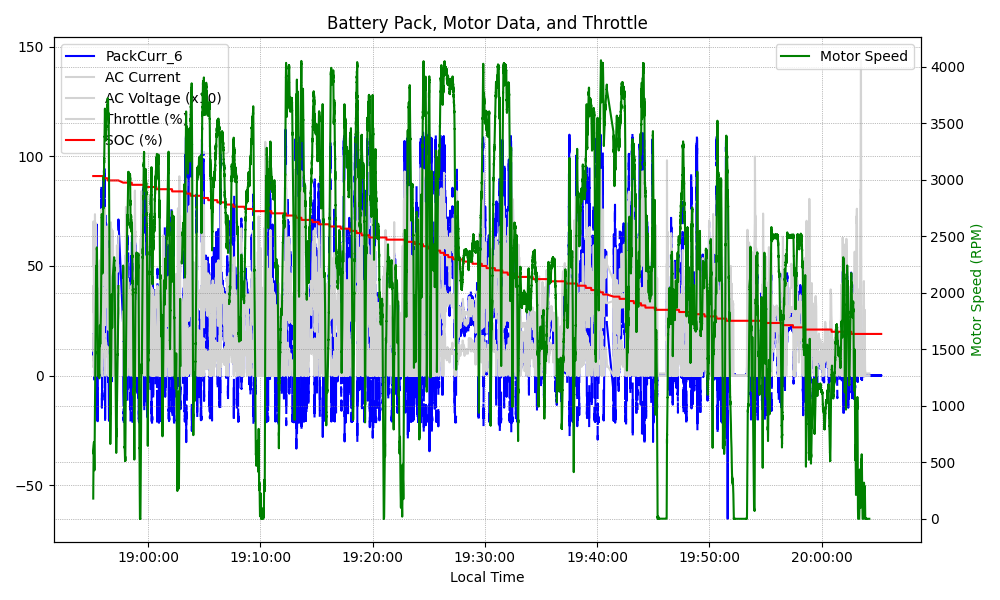 Battery Pack, Motor Data, and Throttle
PackCurr_6
AC Current
AC Voltage (x10)
Throttle (%)
SOC (%)
Motor Speed
150
100
50
0
−50
4000
3500
3000
2500
2000
1500
1000
500
0
Motor Speed (RPM)
19:00:00
19:10:00
19:20:00
19:30:00
19:40:00
19:50:00
20:00:00
Local Time